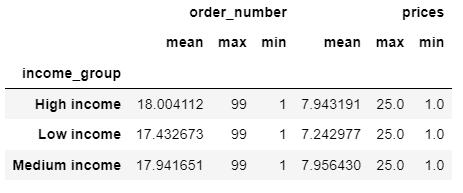 order_number prices
mean max min mean max min
income_group
High income 18.004112 99 1 7.943191 25.0 1.0
Low income 17.432673 99 1 7.242977 25.0 1.0
Medium income 17.941651 99 1 7.956430 25.0 1.0